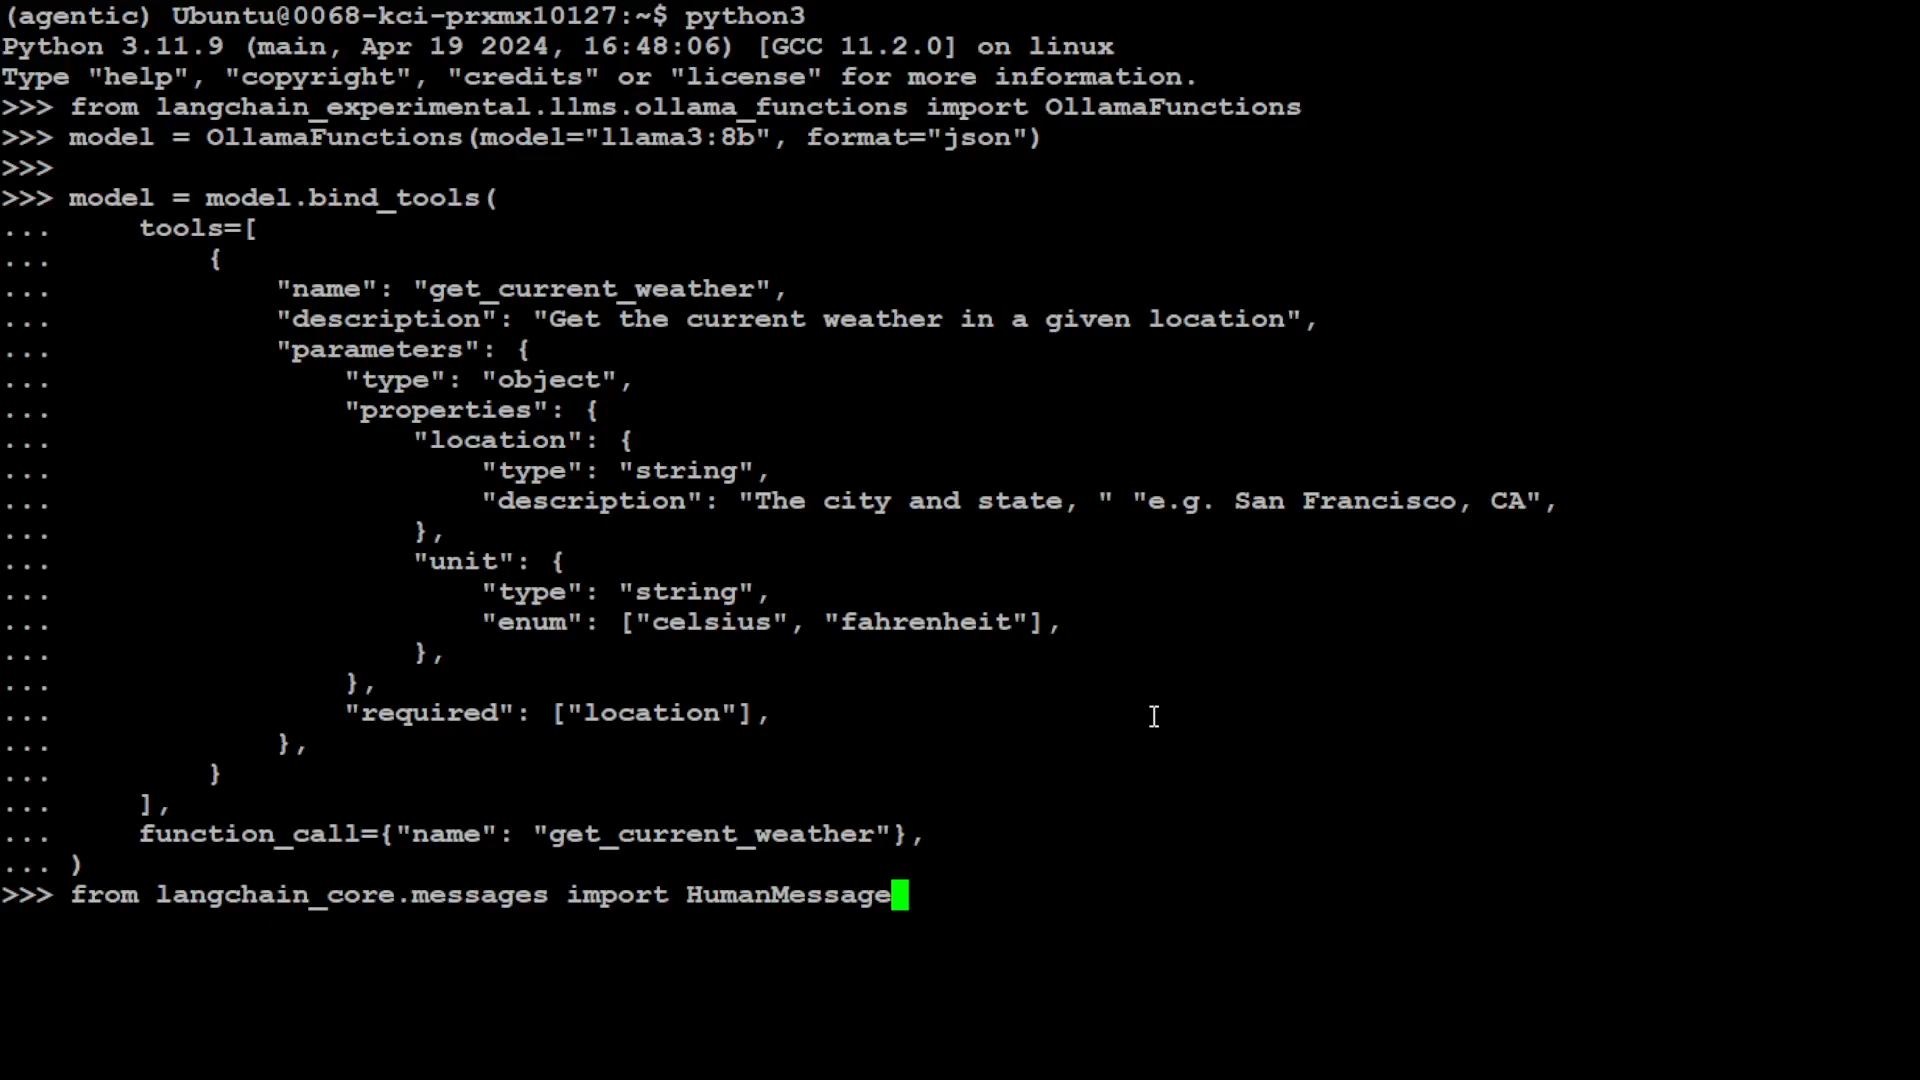 (agentic) Ubuntu@0068-kci-prxmx10127:~$ python3
Python 3.11.9 (main, Apr 19 2024, 16:48:06) [GCC 11.2.0] on linux
Type "help", "copyright", "credits" or "license" for more information.
>>> from langchain_experimental.llms.ollama_functions import OllamaFunctions
>>> model = OllamaFunctions(model="llama3:8b", format="json")
>>>
>>> model = model.bind_tools(
...     tools=[
...         {
...             "name": "get_current_weather",
...             "description": "Get the current weather in a given location",
...             "parameters": {
...                 "type": "object",
...                 "properties": {
...                     "location": {
...                         "type": "string",
...                         "description": "The city and state, " "e.g. San Francisco, CA",
...                     },
...                     "unit": {
...                         "type": "string",
...                         "enum": ["celsius", "fahrenheit"],
...                     },
...                 },
...                 "required": ["location"],
...             },
...         }
...     ],
...     function_call={"name": "get_current_weather"},
... )
>>> from langchain_core.messages import HumanMessage